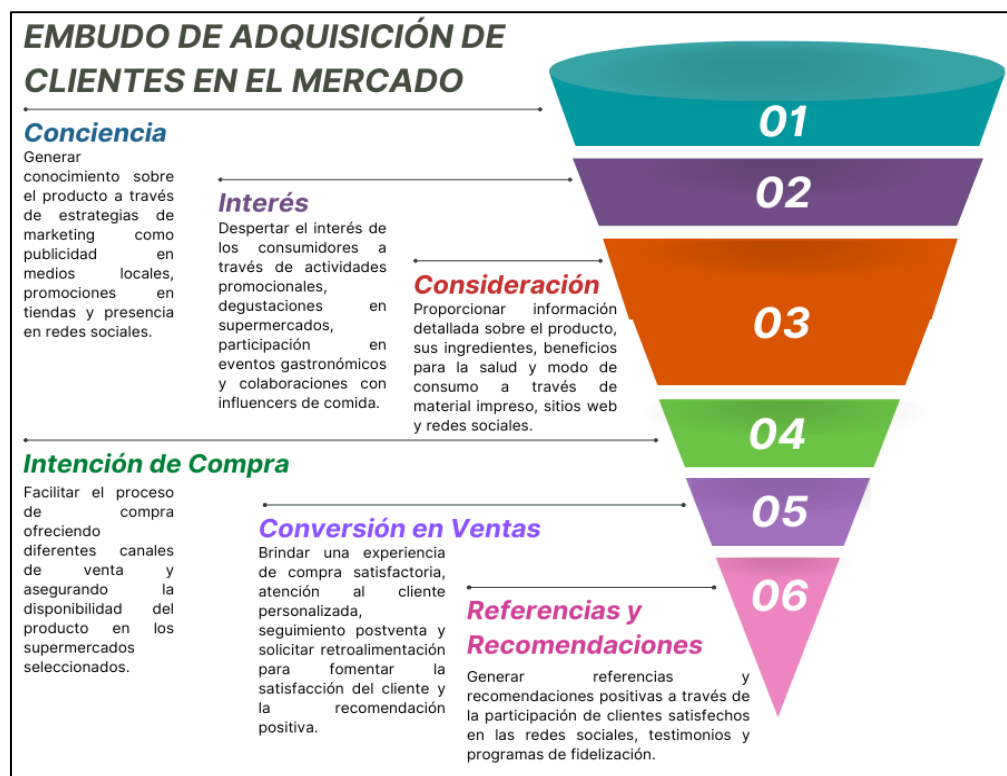 EMBUDO DE ADQUISICIÓN DE
CLIENTES EN EL MERCADO
01
Conciencia
Generar
conocimiento sobre
el producto a través
de estrategias de
marketing como
publicidad en
medios locales,
promociones en
tiendas y presencia
en redes sociales.
02
Interés
Despertar el interés de
los consumidores a
través de actividades
promocionales,
degustaciones en
supermercados,
participación en
eventos gastronómicos
y colaboraciones con
influencers de comida.
03
Consideración
Proporcionar información
detallada sobre el producto,
sus ingredientes, beneficios
para la salud y modo de
consumo a través de
material impreso, sitios web
y redes sociales.
04
Intención de Compra
Facilitar el proceso
de compra
ofreciendo
diferentes canales
de venta y
asegurando la
disponibilidad del
producto en los
supermercados
seleccionados.
05
Conversión en Ventas
Brindar una experiencia
de compra satisfactoria,
atención al cliente
personalizada,
seguimiento postventa y
solicitar retroalimentación
para fomentar la
satisfacción del cliente y
la recomendación
positiva.
06
Referencias y
Recomendaciones
Generar referencias y
recomendaciones positivas a través de
la participación de clientes satisfechos
en las redes sociales, testimonios y
programas de fidelización.